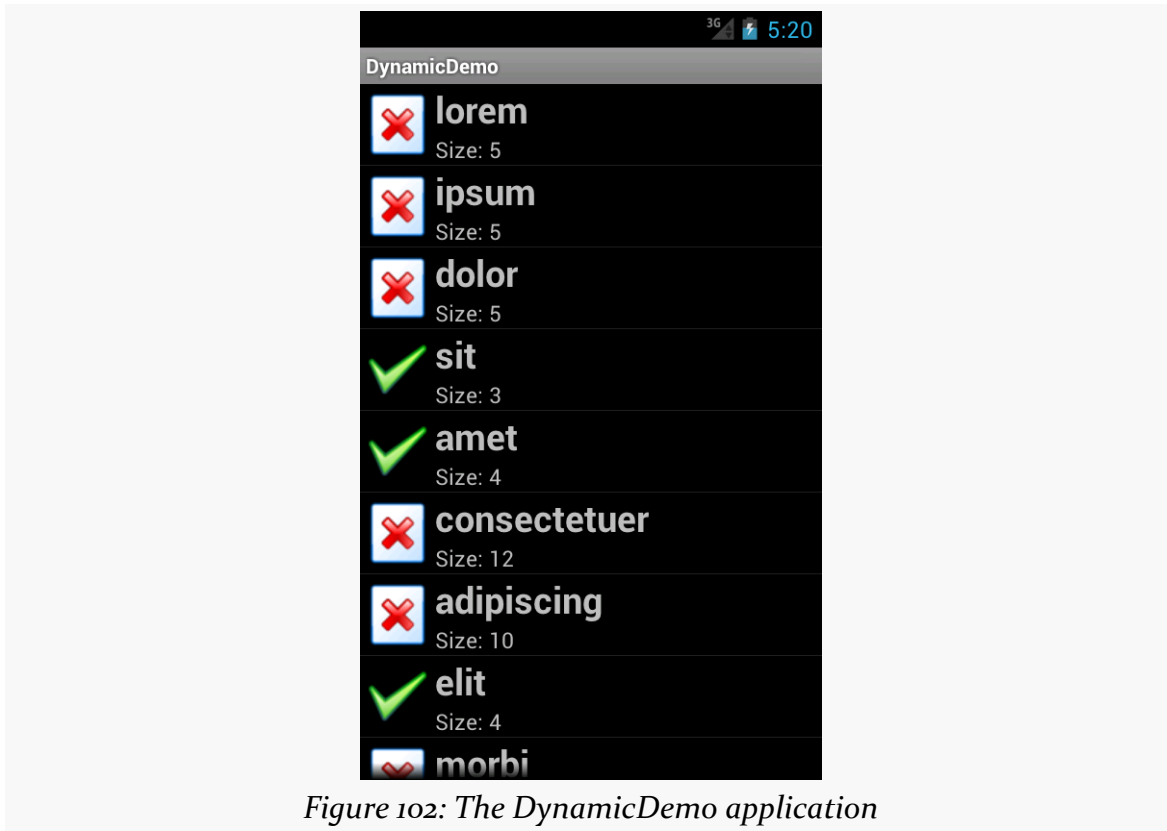 3G 5:20
DynamicDemo
lorem
Size: 5
ipsum
Size: 5
dolor
Size: 5
sit
Size: 3
amet
Size: 4
consectetuer
Size: 12
adipiscing
Size: 10
elit
Size: 4
morbi
Figure 102: The DynamicDemo application